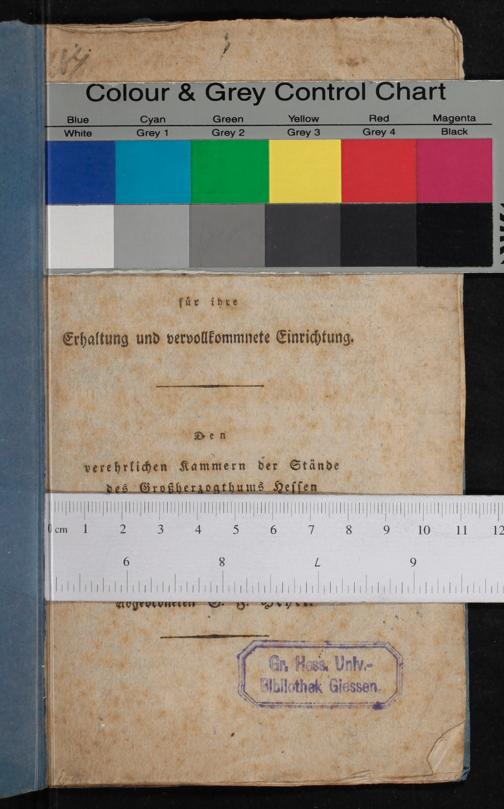 Colour & Grey Control Chart
Blue Cyan Green Yellow Red Magenta
White Grey 1 Grey 2 Grey 3 Grey 4 Black
für ihre
Erhaltung und vervollkommnete Einrichtung.
Den
verehrlichen Kammern der Stände
des Großherzogthums Hessen
0 cm 1 2 3 4 5 6 7 8 9 10 11 12
6 8 7 9
Abgeordneten
Gr. Hess. Univ.-
Bibliothek Giessen.